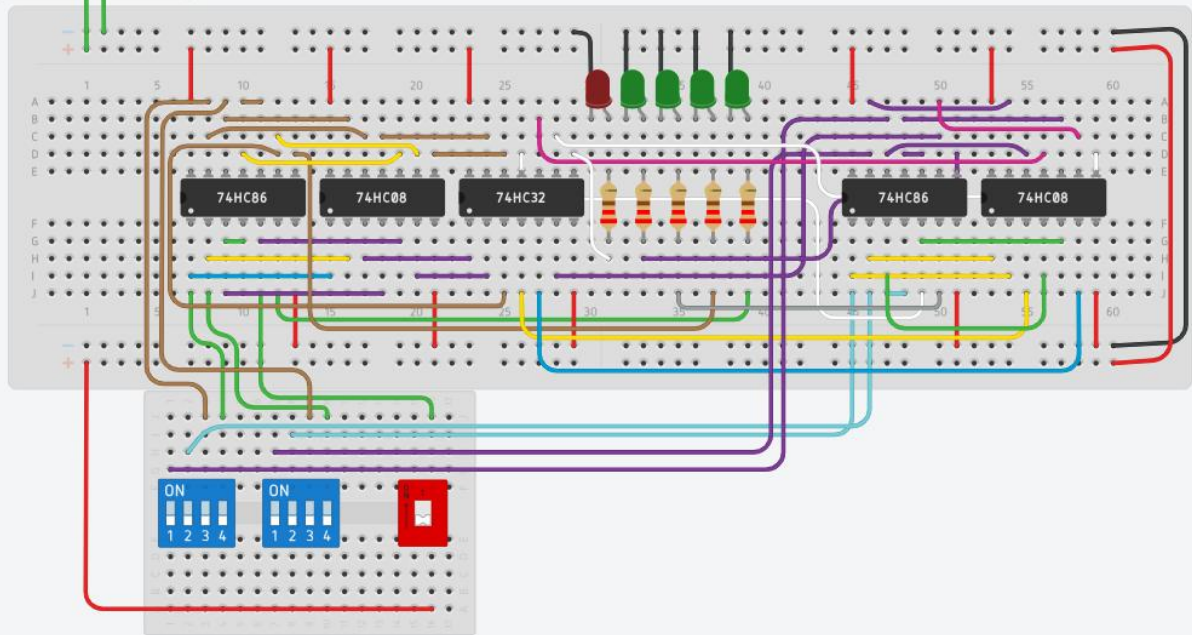 − −
+ +
1 5 10 15 20 25 30 35 40 45 50 55 60
A A
B B
C C
D D
E E
74HC86 74HC08 74HC32 74HC86 74HC08
F F
G G
H H
I I
J J
1 5 10 15 20 25 30 35 40 45 50 55 60
− −
+ +
ON ON
1 2 3 4 1 2 3 4